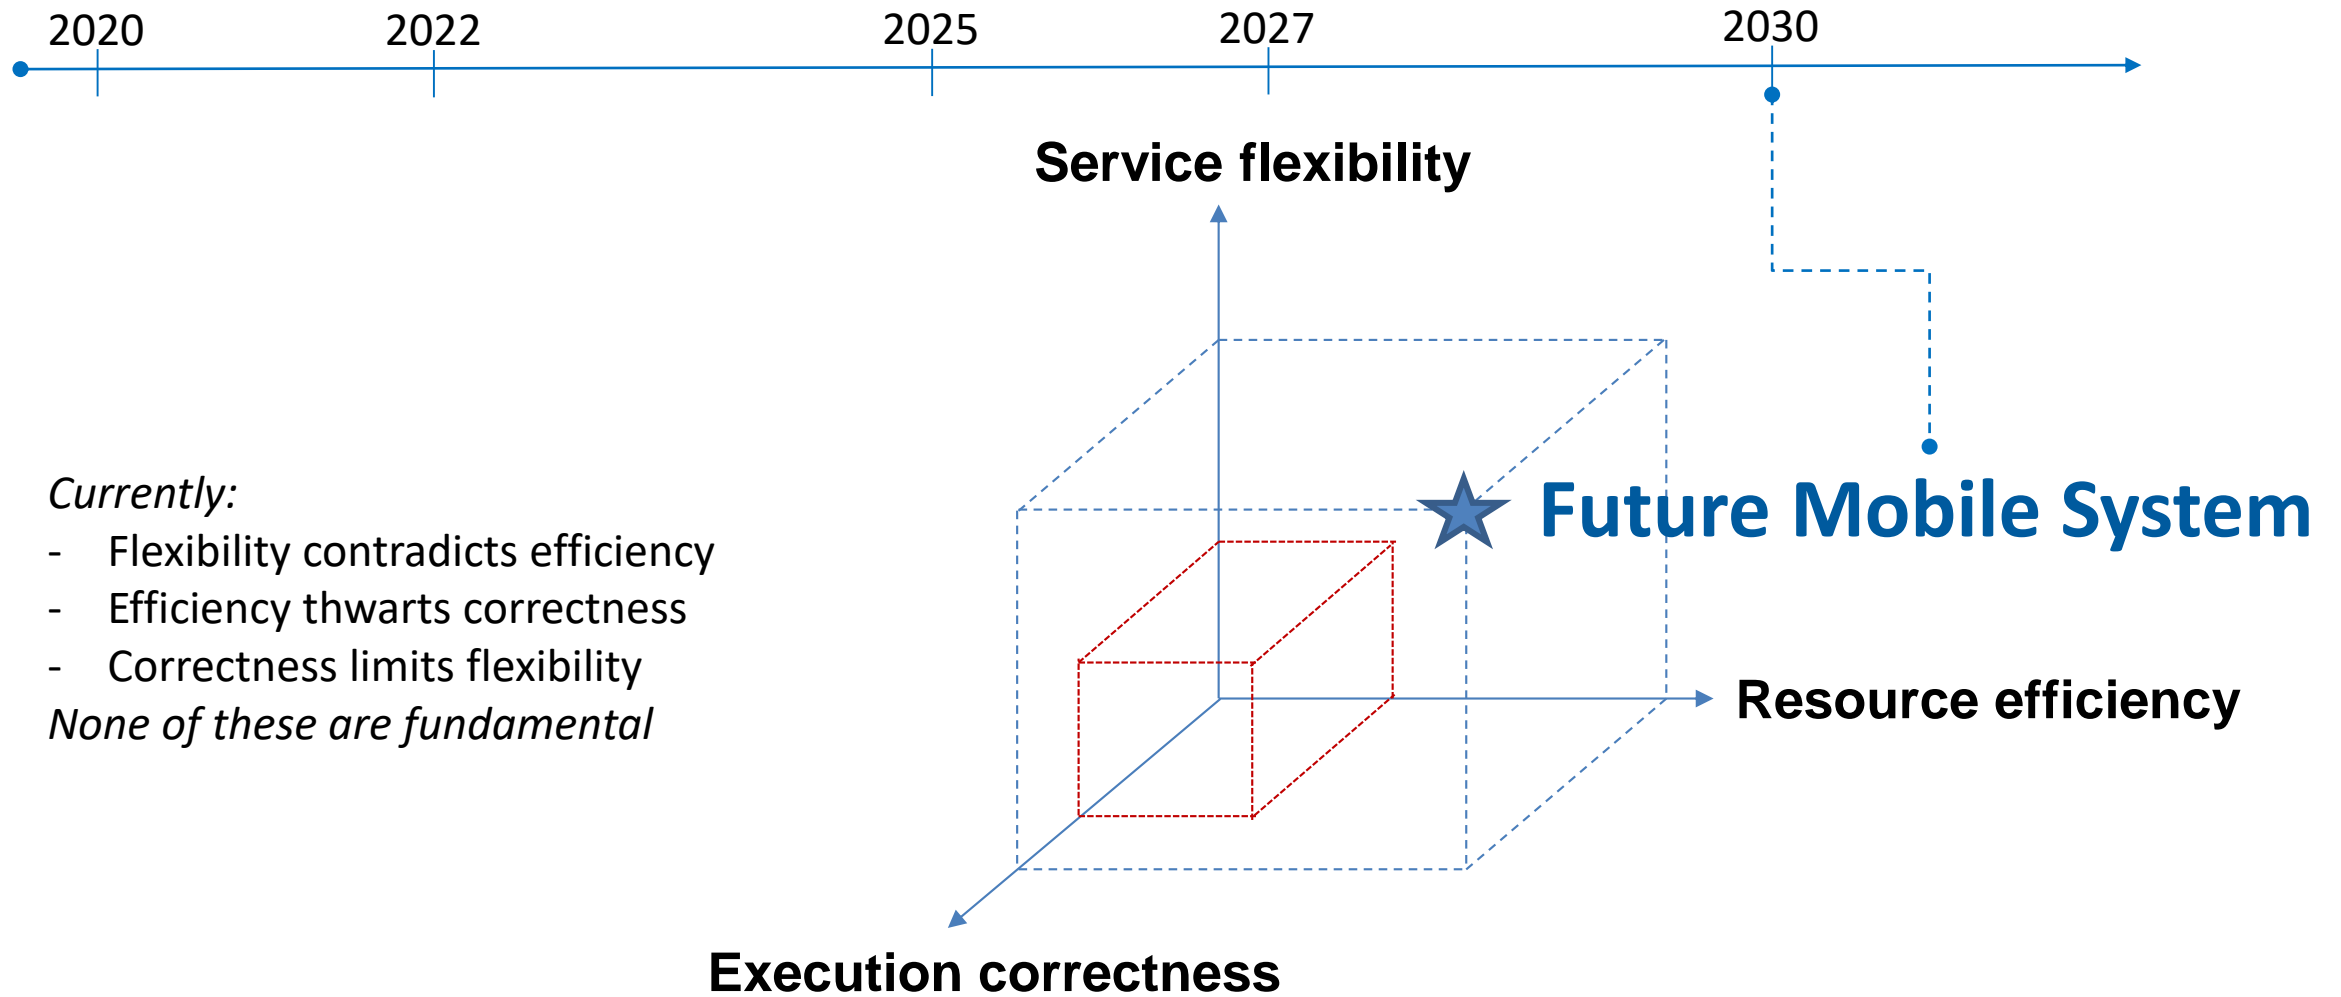 2020 2022 2025 2027 2030
Service flexibility
Currently:
- Flexibility contradicts efficiency
- Efficiency thwarts correctness
- Correctness limits flexibility
None of these are fundamental
Future Mobile System
Resource efficiency
Execution correctness